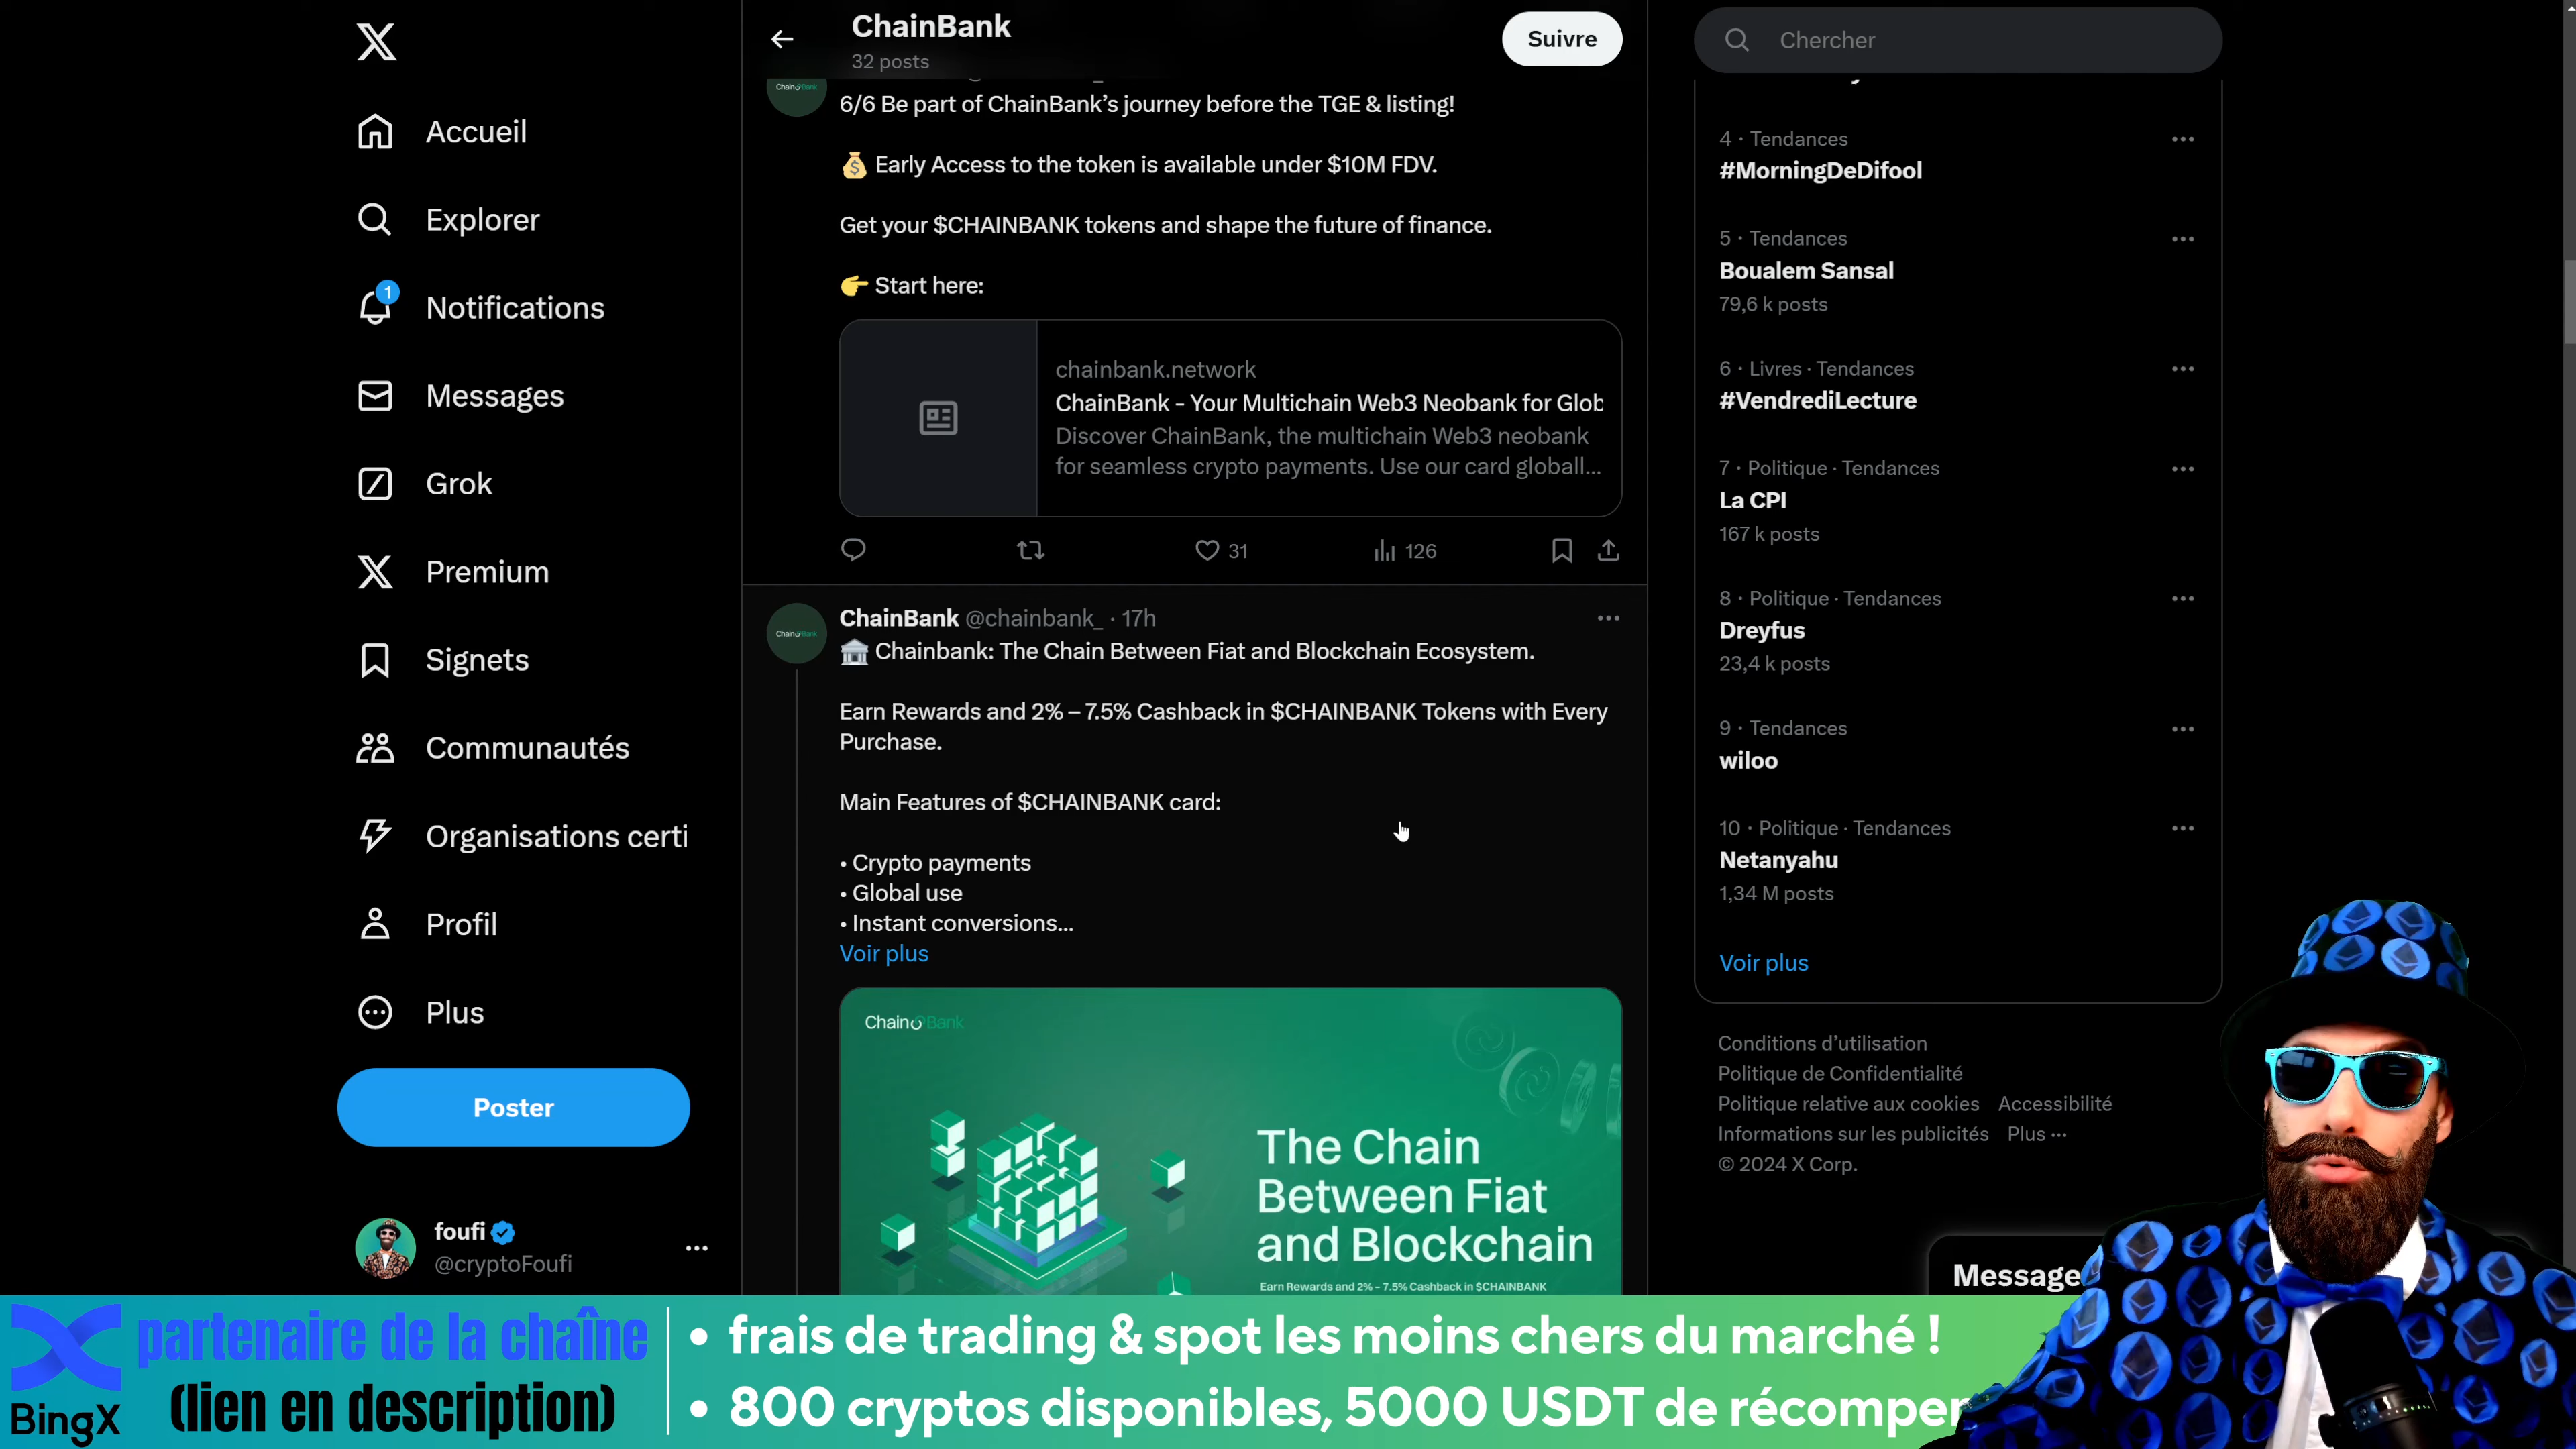 Accueil
Explorer
1
Notifications
Messages
Grok
Premium
Signets
Communautés
Organisations certi
Profil
Plus
Poster
foufi
@cryptoFoufi
ChainBank
32 posts
Suivre
6/6 Be part of ChainBank’s journey before the TGE & listing!
💰 Early Access to the token is available under $10M FDV.
Get your $CHAINBANK tokens and shape the future of finance.
👉 Start here:
chainbank.network
ChainBank - Your Multichain Web3 Neobank for Glob
Discover ChainBank, the multichain Web3 neobank
for seamless crypto payments. Use our card globall...
31
126
ChainBank
ChainBank @chainbank_ · 17h
🏛️ Chainbank: The Chain Between Fiat and Blockchain Ecosystem.
Earn Rewards and 2% – 7.5% Cashback in $CHAINBANK Tokens with Every
Purchase.
Main Features of $CHAINBANK card:
• Crypto payments
• Global use
• Instant conversions...
Voir plus
ChainBank
The Chain
Between Fiat
and Blockchain
Earn Rewards and 2% – 7.5% Cashback in $CHAINBANK
Chercher
4 · Tendances
#MorningDeDifool
5 · Tendances
Boualem Sansal
79,6 k posts
6 · Livres · Tendances
#VendrediLecture
7 · Politique · Tendances
La CPI
167 k posts
8 · Politique · Tendances
Dreyfus
23,4 k posts
9 · Tendances
wiloo
10 · Politique · Tendances
Netanyahu
1,34 M posts
Voir plus
Conditions d’utilisation
Politique de Confidentialité
Politique relative aux cookies Accessibilité
Informations sur les publicités Plus ···
© 2024 X Corp.
Message
BingX
partenaire de la chaîne
(lien en description)
• frais de trading & spot les moins chers du marché !
• 800 cryptos disponibles, 5000 USDT de récompen